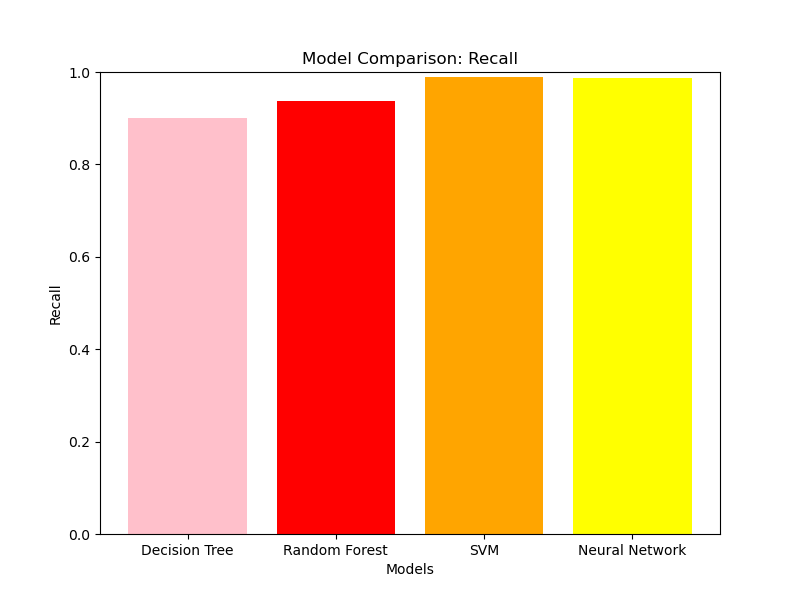 Model Comparison: Recall
1.0
0.8
0.6
0.4
0.2
0.0
Recall
Decision Tree
Random Forest
SVM
Neural Network
Models